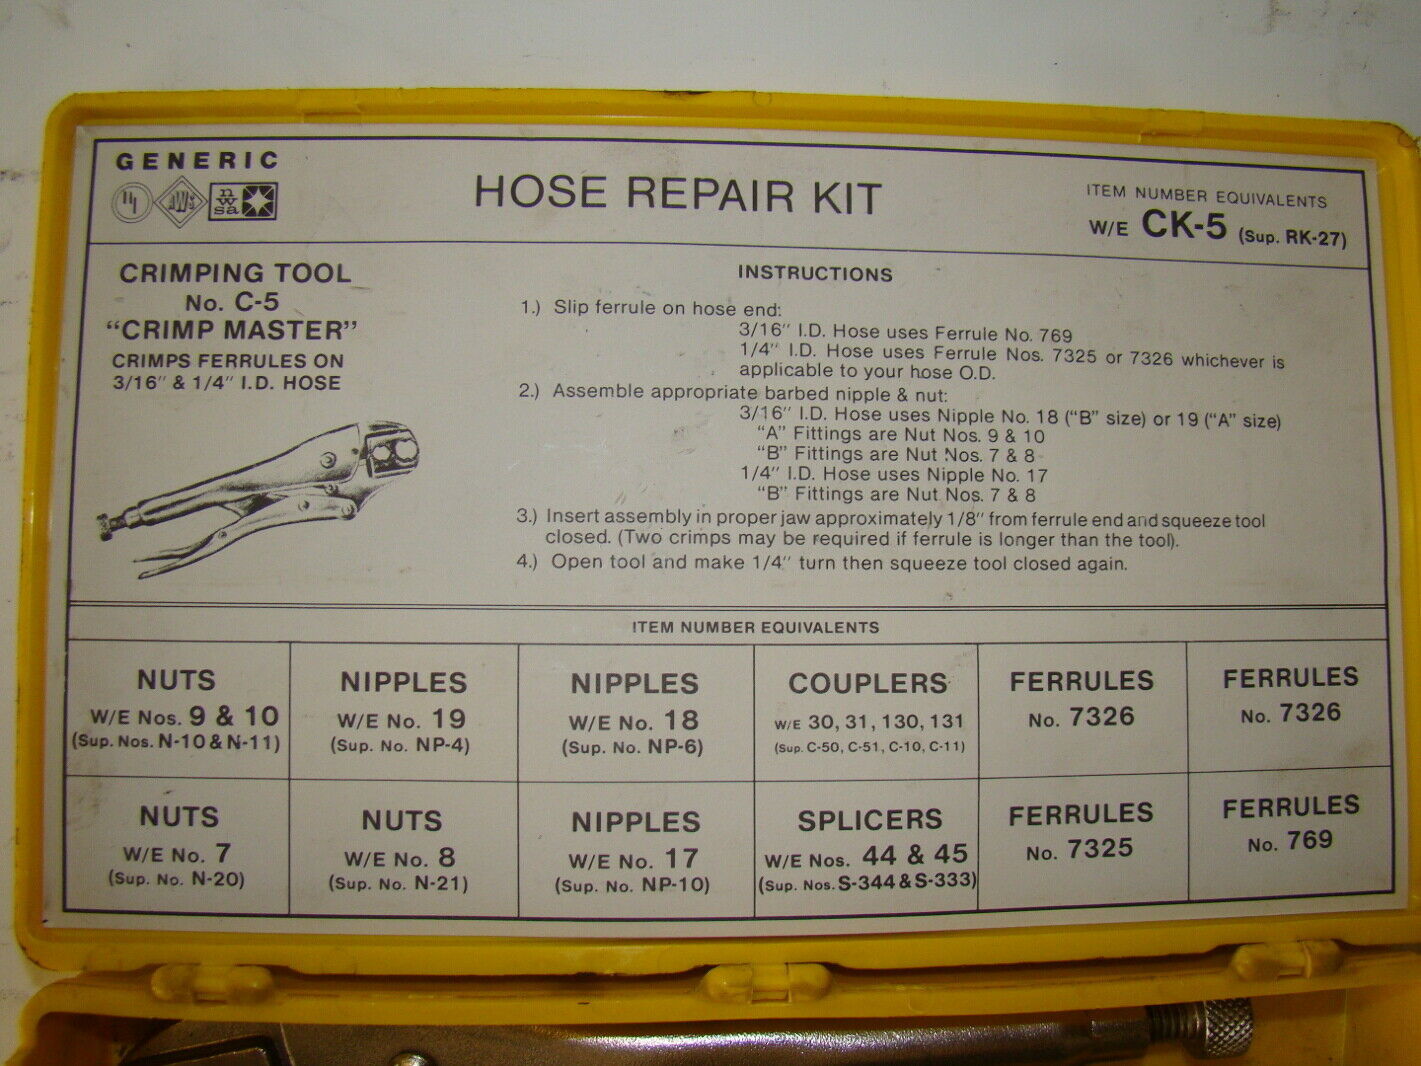 GENERIC
AWS
n
w
sa
HOSE REPAIR KIT
ITEM NUMBER EQUIVALENTS
W/E CK-5 (Sup. RK-27)
CRIMPING TOOL
No. C-5
"CRIMP MASTER"
CRIMPS FERRULES ON
3/16" & 1/4" I.D. HOSE
INSTRUCTIONS
1.) Slip ferrule on hose end:
3/16" I.D. Hose uses Ferrule No. 769
1/4" I.D. Hose uses Ferrule Nos. 7325 or 7326 whichever is
applicable to your hose O.D.
2.) Assemble appropriate barbed nipple & nut:
3/16" I.D. Hose uses Nipple No. 18 ("B" size) or 19 ("A" size)
"A" Fittings are Nut Nos. 9 & 10
"B" Fittings are Nut Nos. 7 & 8
1/4" I.D. Hose uses Nipple No. 17
"B" Fittings are Nut Nos. 7 & 8
3.) Insert assembly in proper jaw approximately 1/8" from ferrule end and squeeze tool
closed. (Two crimps may be required if ferrule is longer than the tool).
4.) Open tool and make 1/4" turn then squeeze tool closed again.
ITEM NUMBER EQUIVALENTS
NUTS
W/E Nos. 9 & 10
(Sup. Nos. N-10 & N-11)
NIPPLES
W/E No. 19
(Sup. No. NP-4)
NIPPLES
W/E No. 18
(Sup. No. NP-6)
COUPLERS
W/E 30, 31, 130, 131
(Sup. C-50, C-51, C-10, C-11)
FERRULES
No. 7326
FERRULES
No. 7326
NUTS
W/E No. 7
(Sup. No. N-20)
NUTS
W/E No. 8
(Sup. No. N-21)
NIPPLES
W/E No. 17
(Sup. No. NP-10)
SPLICERS
W/E Nos. 44 & 45
(Sup. Nos. S-344 & S-333)
FERRULES
No. 7325
FERRULES
No. 769